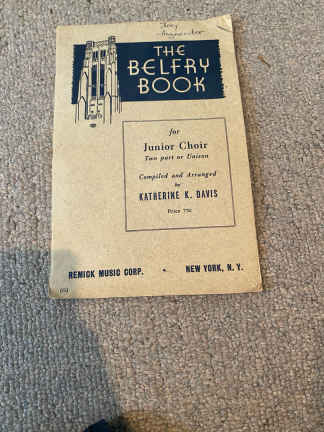 THE
BELFRY
BOOK
for
Junior Choir
Two part or Unison
Compiled and Arranged
by
KATHERINE K. DAVIS
Price 75c
REMICK MUSIC CORP. • NEW YORK, N. Y.